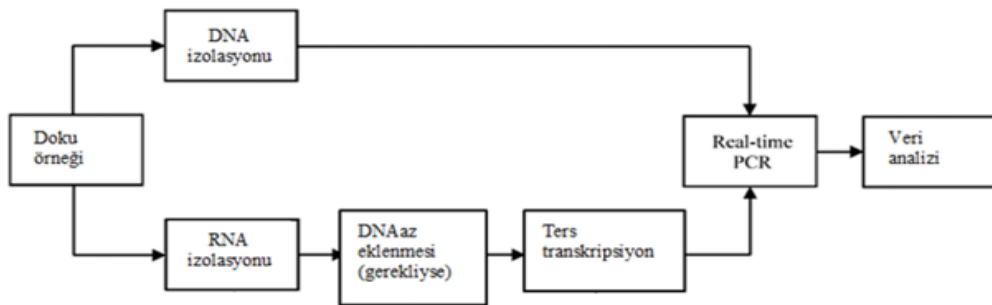 DNA
izolasyonu
Doku
örneği
Real-time
PCR
Veri
analizi
RNA
izolasyonu
DNAaz
eklenmesi
(gerekliyse)
Ters
transkripsiyon